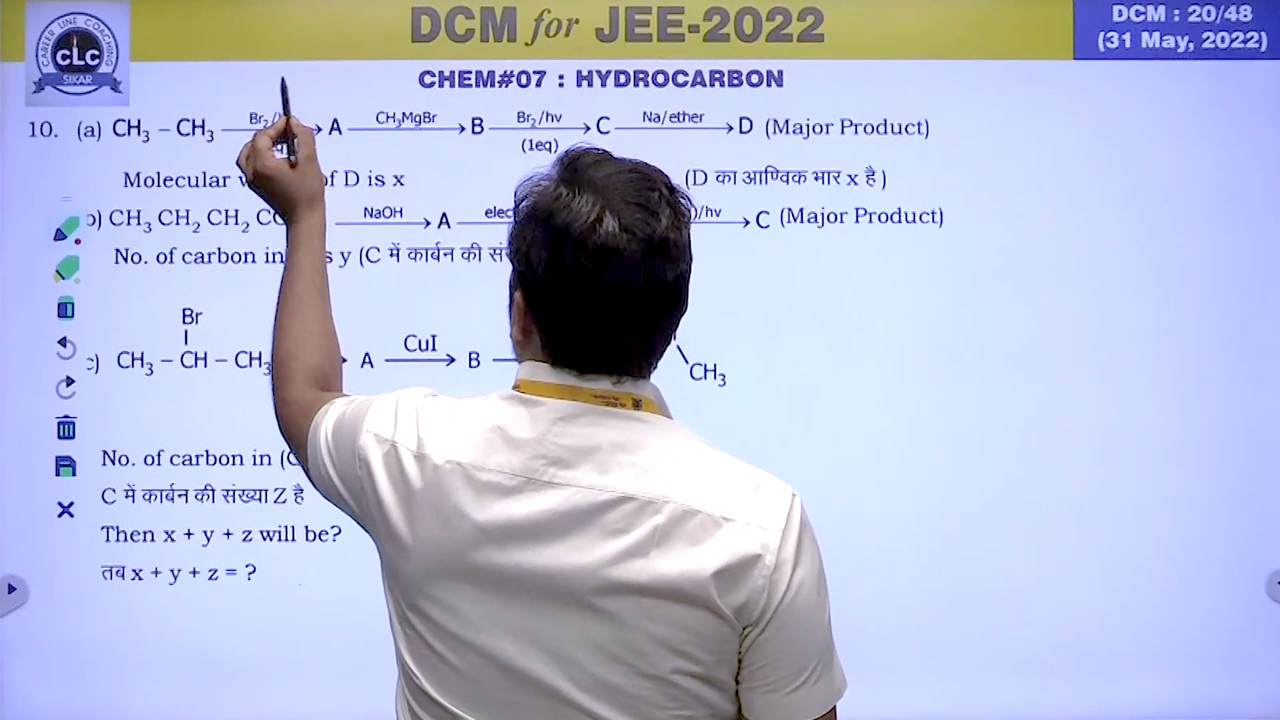 CAREER LINE COACHING
CLC
SIKAR
DCM for JEE-2022
DCM : 20/48
(31 May, 2022)
CHEM#07 : HYDROCARBON
10. (a) CH₃ – CH₃ Br₂/ → A CH₃MgBr → B Br₂/hv (1eq) → C Na/ether → D (Major Product)
Molecular of D is x (D का आण्विक भार x है)
b) CH₃ CH₂ CH₂ NaOH → A /hv → C (Major Product)
No. of carbon in s y (C में कार्बन की
Br
c) CH₃ – CH – CH₃ → A CuI → B
CH₃
No. of carbon in
C में कार्बन की संख्या Z है
Then x + y + z will be?
तब x + y + z = ?